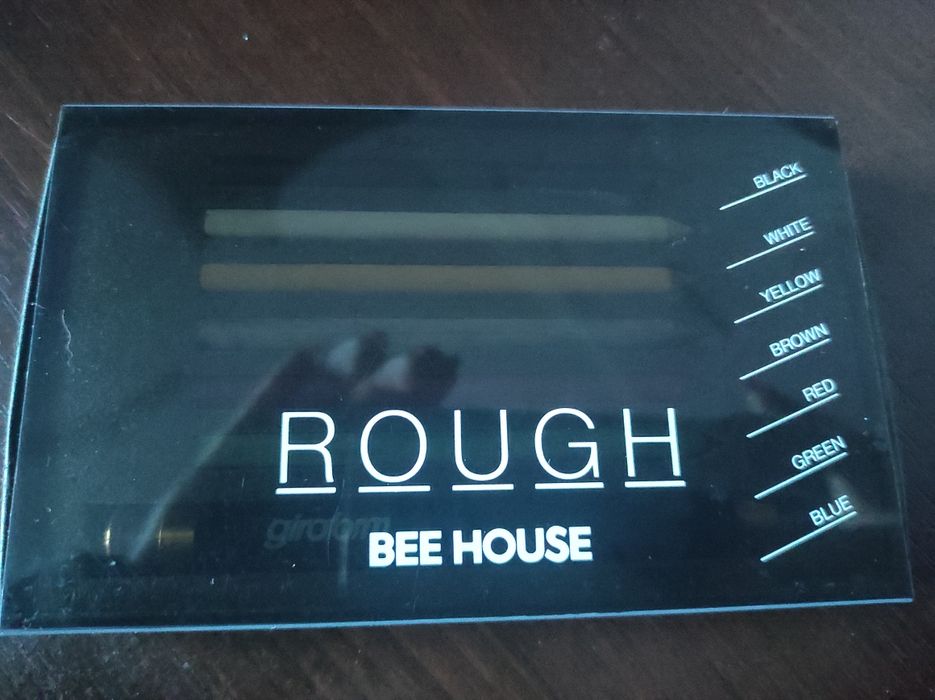 BLACK
WHITE
YELLOW
BROWN
RED
GREEN
BLUE
ROUGH
BEE HOUSE